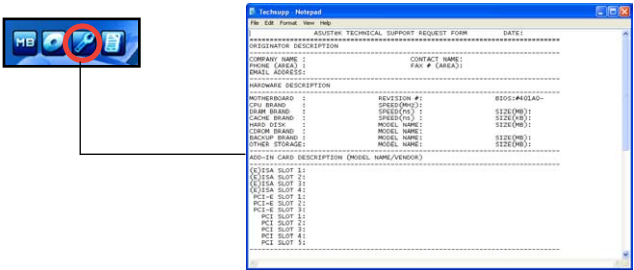 MB
Techsupp - Notepad
File Edit Format View Help
ASUSTeK TECHNICAL SUPPORT REQUEST FORM DATE:
ORIGINATOR DESCRIPTION
COMPANY NAME : CONTACT NAME:
PHONE (AREA) : FAX # (AREA):
EMAIL ADDRESS:
HARDWARE DESCRIPTION
MOTHERBOARD : REVISION #: BIOS:#401A0-
CPU BRAND : SPEED(MHz):
DRAM BRAND : SPEED(ns) : SIZE(MB):
CACHE BRAND : SPEED(ns) : SIZE(KB):
HARD DISK : MODEL NAME: SIZE(MB):
CDROM BRAND : MODEL NAME:
BACKUP BRAND : MODEL NAME: SIZE(MB):
OTHER STORAGE: MODEL NAME: SIZE(MB):
ADD-IN CARD DESCRIPTION (MODEL NAME/VENDOR)
(E)ISA SLOT 1:
(E)ISA SLOT 2:
(E)ISA SLOT 3:
(E)ISA SLOT 4:
PCI-E SLOT 1:
PCI-E SLOT 2:
PCI-E SLOT 3:
PCI SLOT 1:
PCI SLOT 2:
PCI SLOT 3:
PCI SLOT 4:
PCI SLOT 5: